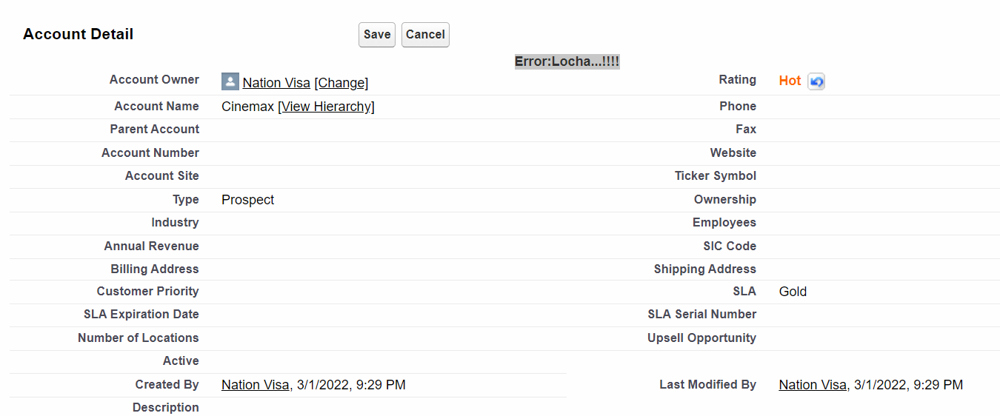 Account Detail Save Cancel
Error:Locha...!!!!
Account Owner Nation Visa [Change] Rating Hot
Account Name Cinemax [View Hierarchy] Phone
Parent Account Fax
Account Number Website
Account Site Ticker Symbol
Type Prospect Ownership
Industry Employees
Annual Revenue SIC Code
Billing Address Shipping Address
Customer Priority SLA Gold
SLA Expiration Date SLA Serial Number
Number of Locations Upsell Opportunity
Active
Created By Nation Visa, 3/1/2022, 9:29 PM Last Modified By Nation Visa, 3/1/2022, 9:29 PM
Description